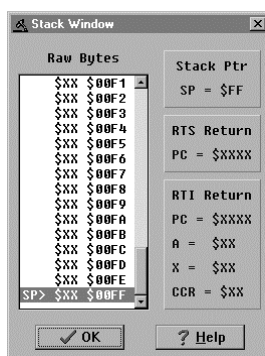 Stack Window
Raw Bytes
$XX $00F1
$XX $00F2
$XX $00F3
$XX $00F4
$XX $00F5
$XX $00F6
$XX $00F7
$XX $00F8
$XX $00F9
$XX $00FA
$XX $00FB
$XX $00FC
$XX $00FD
$XX $00FE
SP> $XX $00FF
Stack Ptr
SP = $FF
RTS Return
PC = $XXXX
RTI Return
PC = $XXXX
A = $XX
X = $XX
CCR = $XX
OK
? Help